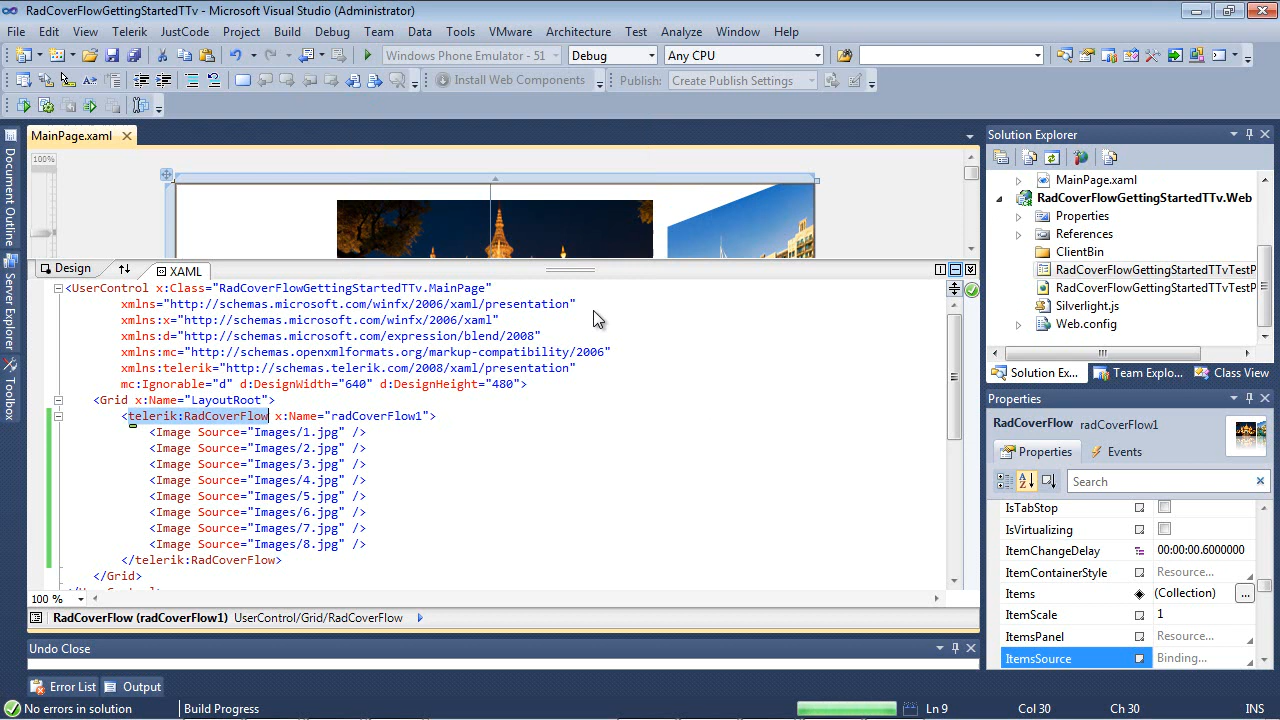 RadCoverFlowGettingStartedTTv - Microsoft Visual Studio (Administrator)
File Edit View Telerik JustCode Project Build Debug Team Data Tools VMware Architecture Test Analyze Window Help
Windows Phone Emulator - 51 Debug Any CPU
Install Web Components Publish: Create Publish Settings
MainPage.xaml
Document Outline
Server Explorer
Toolbox
100%
Design XAML
<UserControl x:Class="RadCoverFlowGettingStartedTTv.MainPage"
xmlns="http://schemas.microsoft.com/winfx/2006/xaml/presentation"
xmlns:x="http://schemas.microsoft.com/winfx/2006/xaml"
xmlns:d="http://schemas.microsoft.com/expression/blend/2008"
xmlns:mc="http://schemas.openxmlformats.org/markup-compatibility/2006"
xmlns:telerik="http://schemas.telerik.com/2008/xaml/presentation"
mc:Ignorable="d" d:DesignWidth="640" d:DesignHeight="480">
<Grid x:Name="LayoutRoot">
<telerik:RadCoverFlow x:Name="radCoverFlow1">
<Image Source="Images/1.jpg" />
<Image Source="Images/2.jpg" />
<Image Source="Images/3.jpg" />
<Image Source="Images/4.jpg" />
<Image Source="Images/5.jpg" />
<Image Source="Images/6.jpg" />
<Image Source="Images/7.jpg" />
<Image Source="Images/8.jpg" />
</telerik:RadCoverFlow>
</Grid>
100 %
RadCoverFlow (radCoverFlow1) UserControl/Grid/RadCoverFlow
Undo Close
Error List Output
No errors in solution Build Progress Ln 9 Col 30 Ch 30 INS
Solution Explorer
MainPage.xaml
RadCoverFlowGettingStartedTTv.Web
Properties
References
ClientBin
RadCoverFlowGettingStartedTTvTestP
RadCoverFlowGettingStartedTTvTestP
Silverlight.js
Web.config
Solution Ex... Team Explo... Class View
Properties
RadCoverFlow radCoverFlow1
Properties Events
Search
IsTabStop
IsVirtualizing
ItemChangeDelay 00:00:00.6000000
ItemContainerStyle Resource...
Items (Collection) ...
ItemScale 1
ItemsPanel Resource...
ItemsSource Binding...